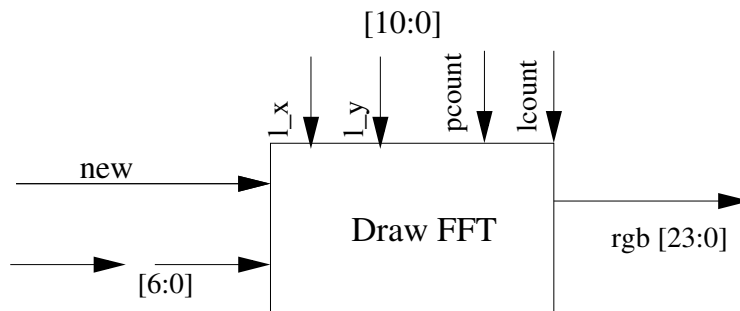 [10:0]
l_x
l_y
pcount
lcount
new
Draw FFT
rgb [23:0]
[6:0]